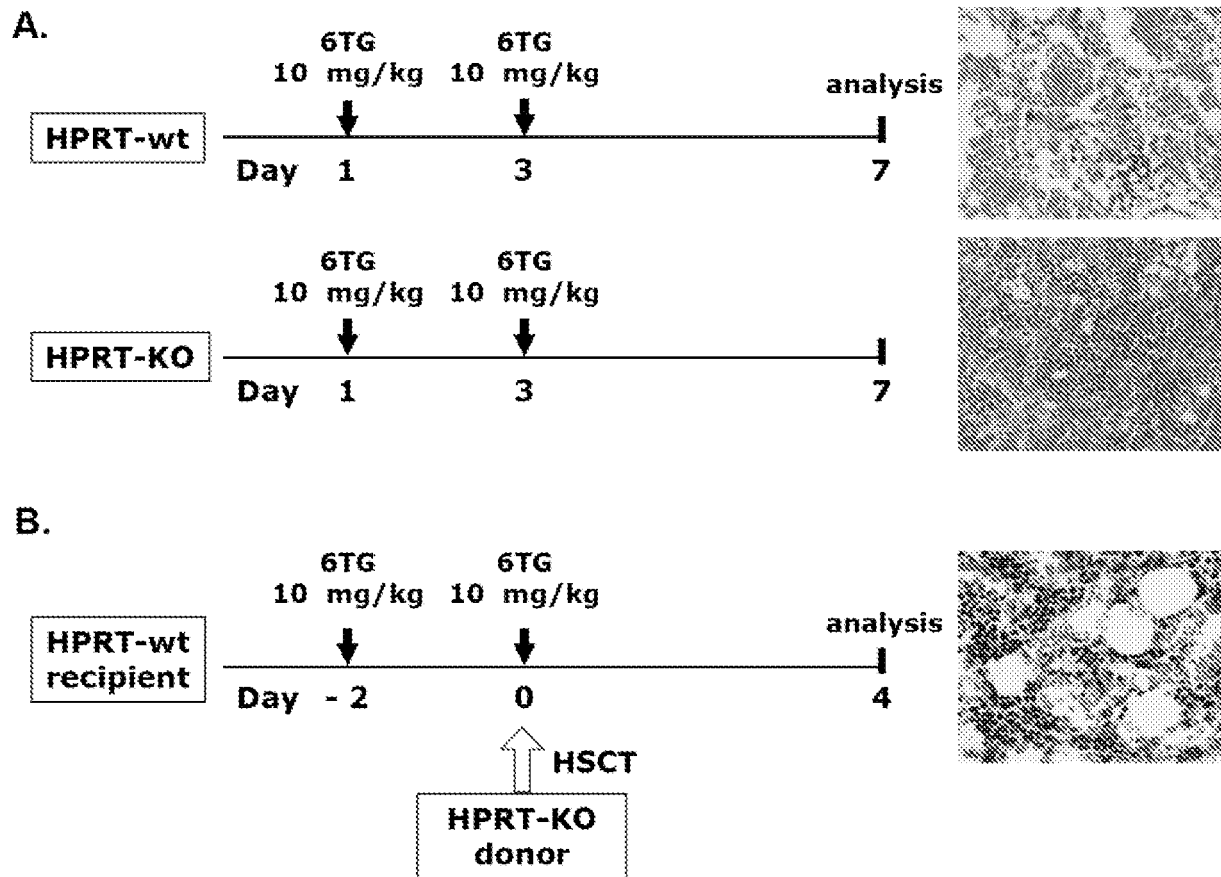 A.
6TG 6TG
10 mg/kg 10 mg/kg
analysis
HPRT-wt
Day 1 3 7
6TG 6TG
10 mg/kg 10 mg/kg
HPRT-KO
Day 1 3 7
B.
6TG 6TG
10 mg/kg 10 mg/kg
analysis
HPRT-wt
recipient
Day - 2 0 4
HSCT
HPRT-KO
donor